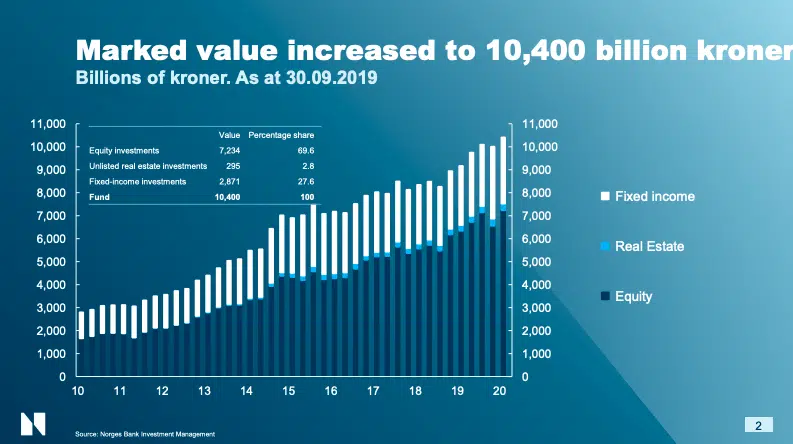 Marked value increased to 10,400 billion kroner
Billions of kroner. As at 30.09.2019
11,000
10,000
9,000
8,000
7,000
6,000
5,000
4,000
3,000
2,000
1,000
0
Value Percentage share
Equity investments 7,234 69.6
Unlisted real estate investments 295 2.8
Fixed-income investments 2,871 27.6
Fund 10,400 100
11,000
10,000
9,000
8,000
7,000
6,000
5,000
4,000
3,000
2,000
1,000
0
10 11 12 13 14 15 16 17 18 19 20
Fixed income
Real Estate
Equity
Source: Norges Bank Investment Management
2